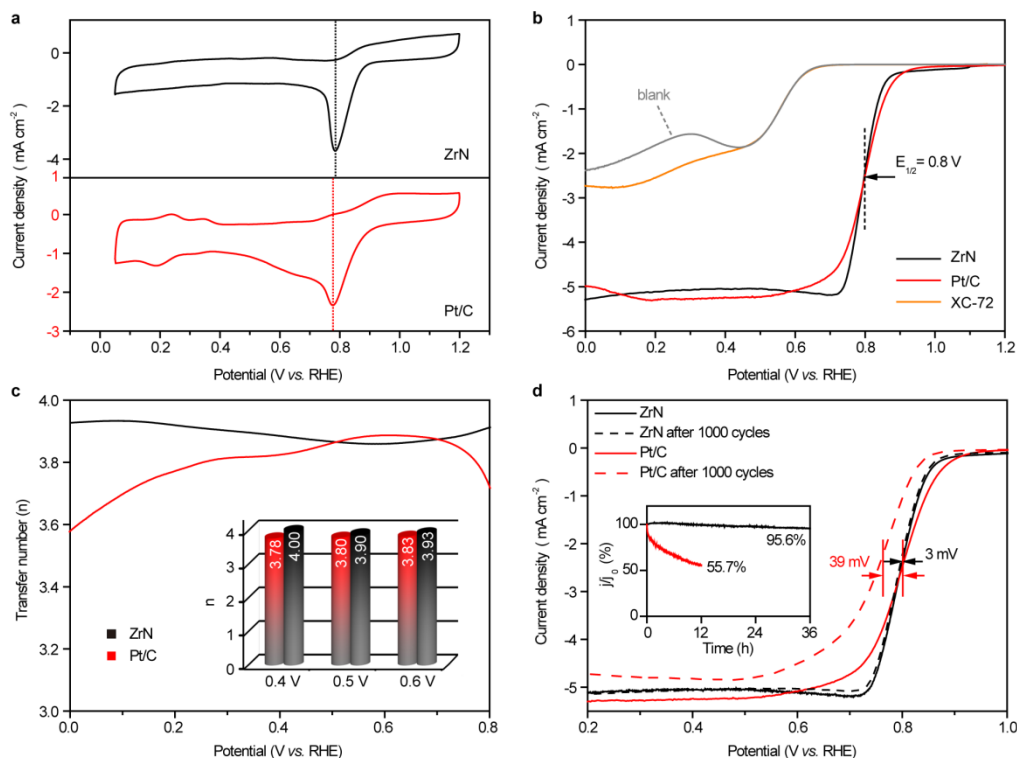 a
0
-2
-4
ZrN
1
0
-1
-2
-3
Pt/C
Current density ( mA cm⁻²)
0.0 0.2 0.4 0.6 0.8 1.0 1.2
Potential (V vs. RHE)
b
1
0
-1
-2
-3
-4
-5
-6
Current density ( mA cm⁻²)
blank
E1/2= 0.8 V
ZrN
Pt/C
XC-72
0.0 0.2 0.4 0.6 0.8 1.0 1.2
Potential (V vs. RHE)
c
4.0
3.8
3.6
3.4
3.2
3.0
Transfer number (n)
ZrN
Pt/C
4
3
2
1
0
n
3.78 4.00 3.80 3.90 3.83 3.93
0.4 V 0.5 V 0.6 V
0.0 0.2 0.4 0.6 0.8
Potential (V vs. RHE)
d
ZrN
ZrN after 1000 cycles
Pt/C
Pt/C after 1000 cycles
1
0
-1
-2
-3
-4
-5
Current density ( mA cm⁻²)
100
50
0
j/j0 (%)
95.6%
55.7%
0 12 24 36
Time (h)
39 mV
3 mV
0.2 0.4 0.6 0.8 1.0
Potential (V vs. RHE)